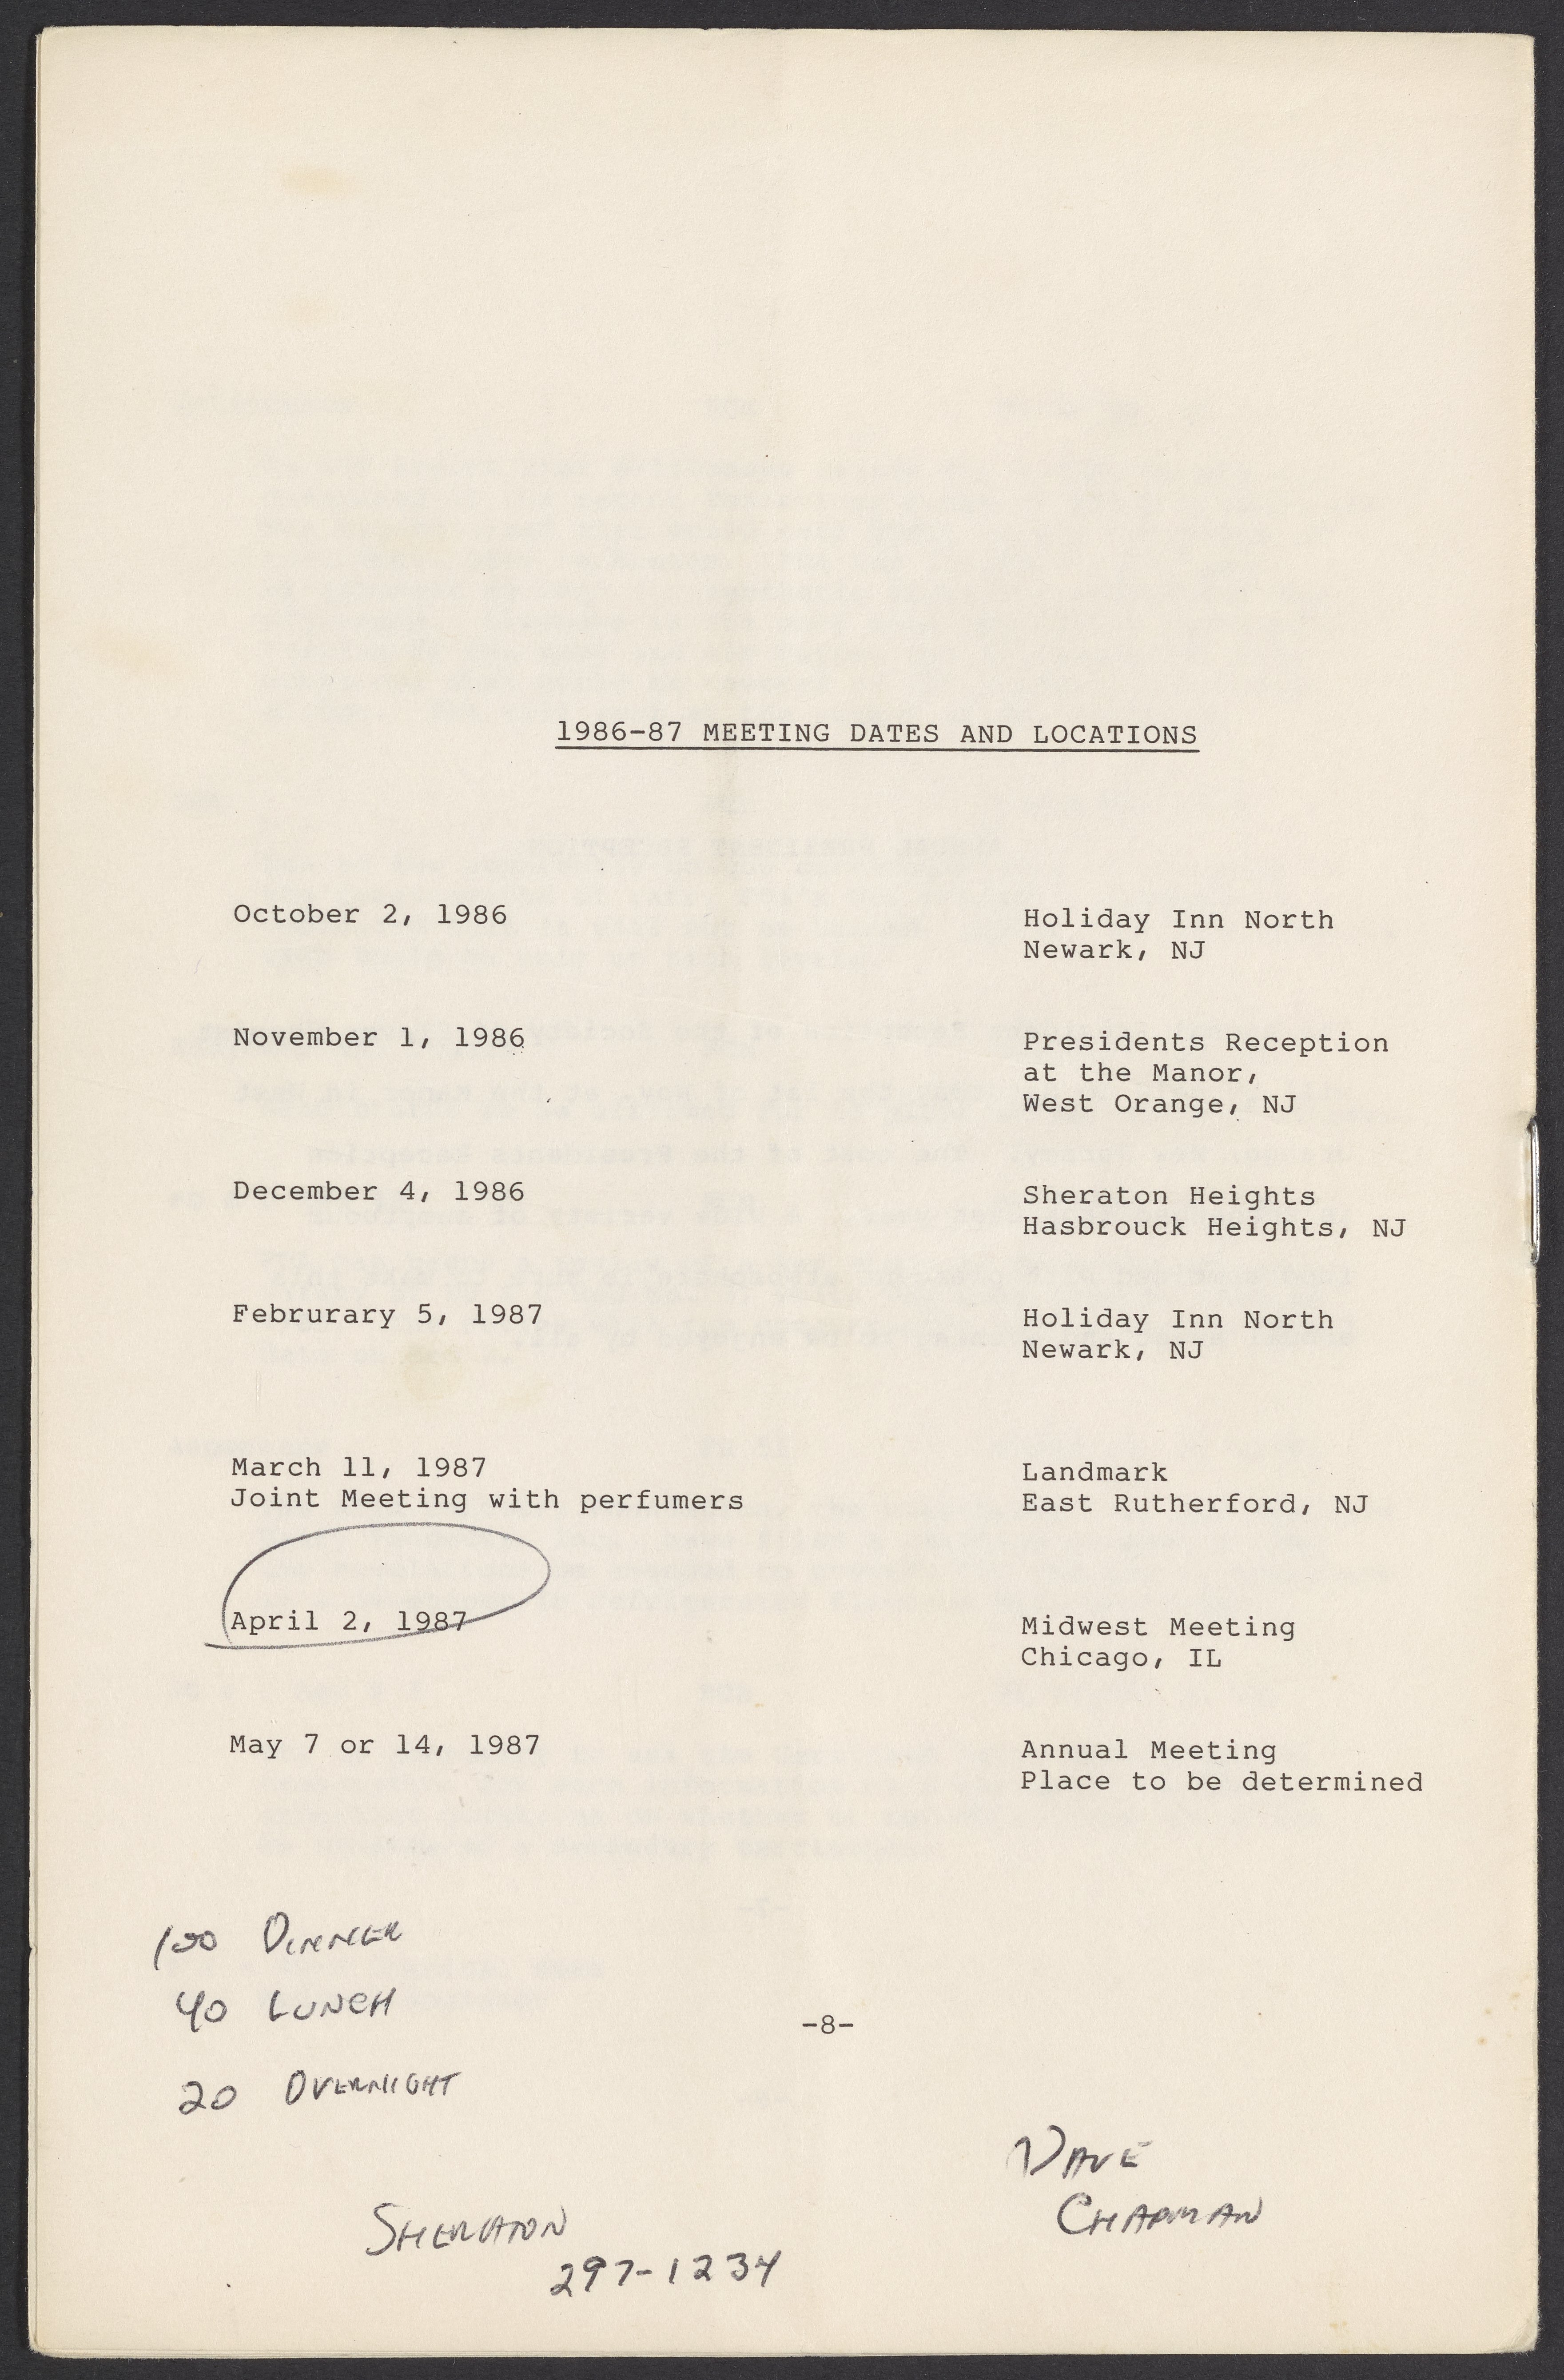 1986-87 MEETING DATES AND LOCATIONS
October 2, 1986
Holiday Inn North
Newark, NJ
November 1, 1986
Presidents Reception
at the Manor,
West Orange, NJ
December 4, 1986
Sheraton Heights
Hasbrouck Heights, NJ
Februrary 5, 1987
Holiday Inn North
Newark, NJ
March 11, 1987
Joint Meeting with perfumers
Landmark
East Rutherford, NJ
April 2, 1987
Midwest Meeting
Chicago, IL
May 7 or 14, 1987
Annual Meeting
Place to be determined
100 DINNER
40 LUNCH
-8-
20 OVERNIGHT
DAVE
CHAPMAN
SHERATON
297-1234